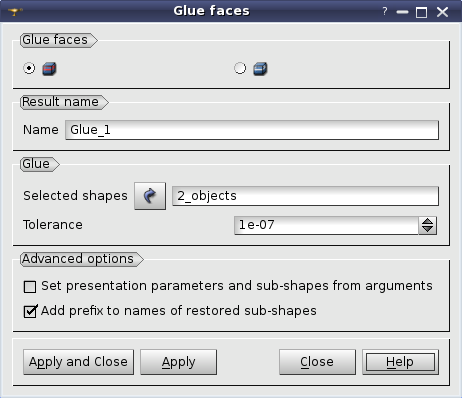 Glue faces
?
Glue faces
Result name
Name Glue_1
Glue
Selected shapes 2_objects
Tolerance 1e-07
Advanced options
Set presentation parameters and sub-shapes from arguments
Add prefix to names of restored sub-shapes
Apply and Close Apply Close Help